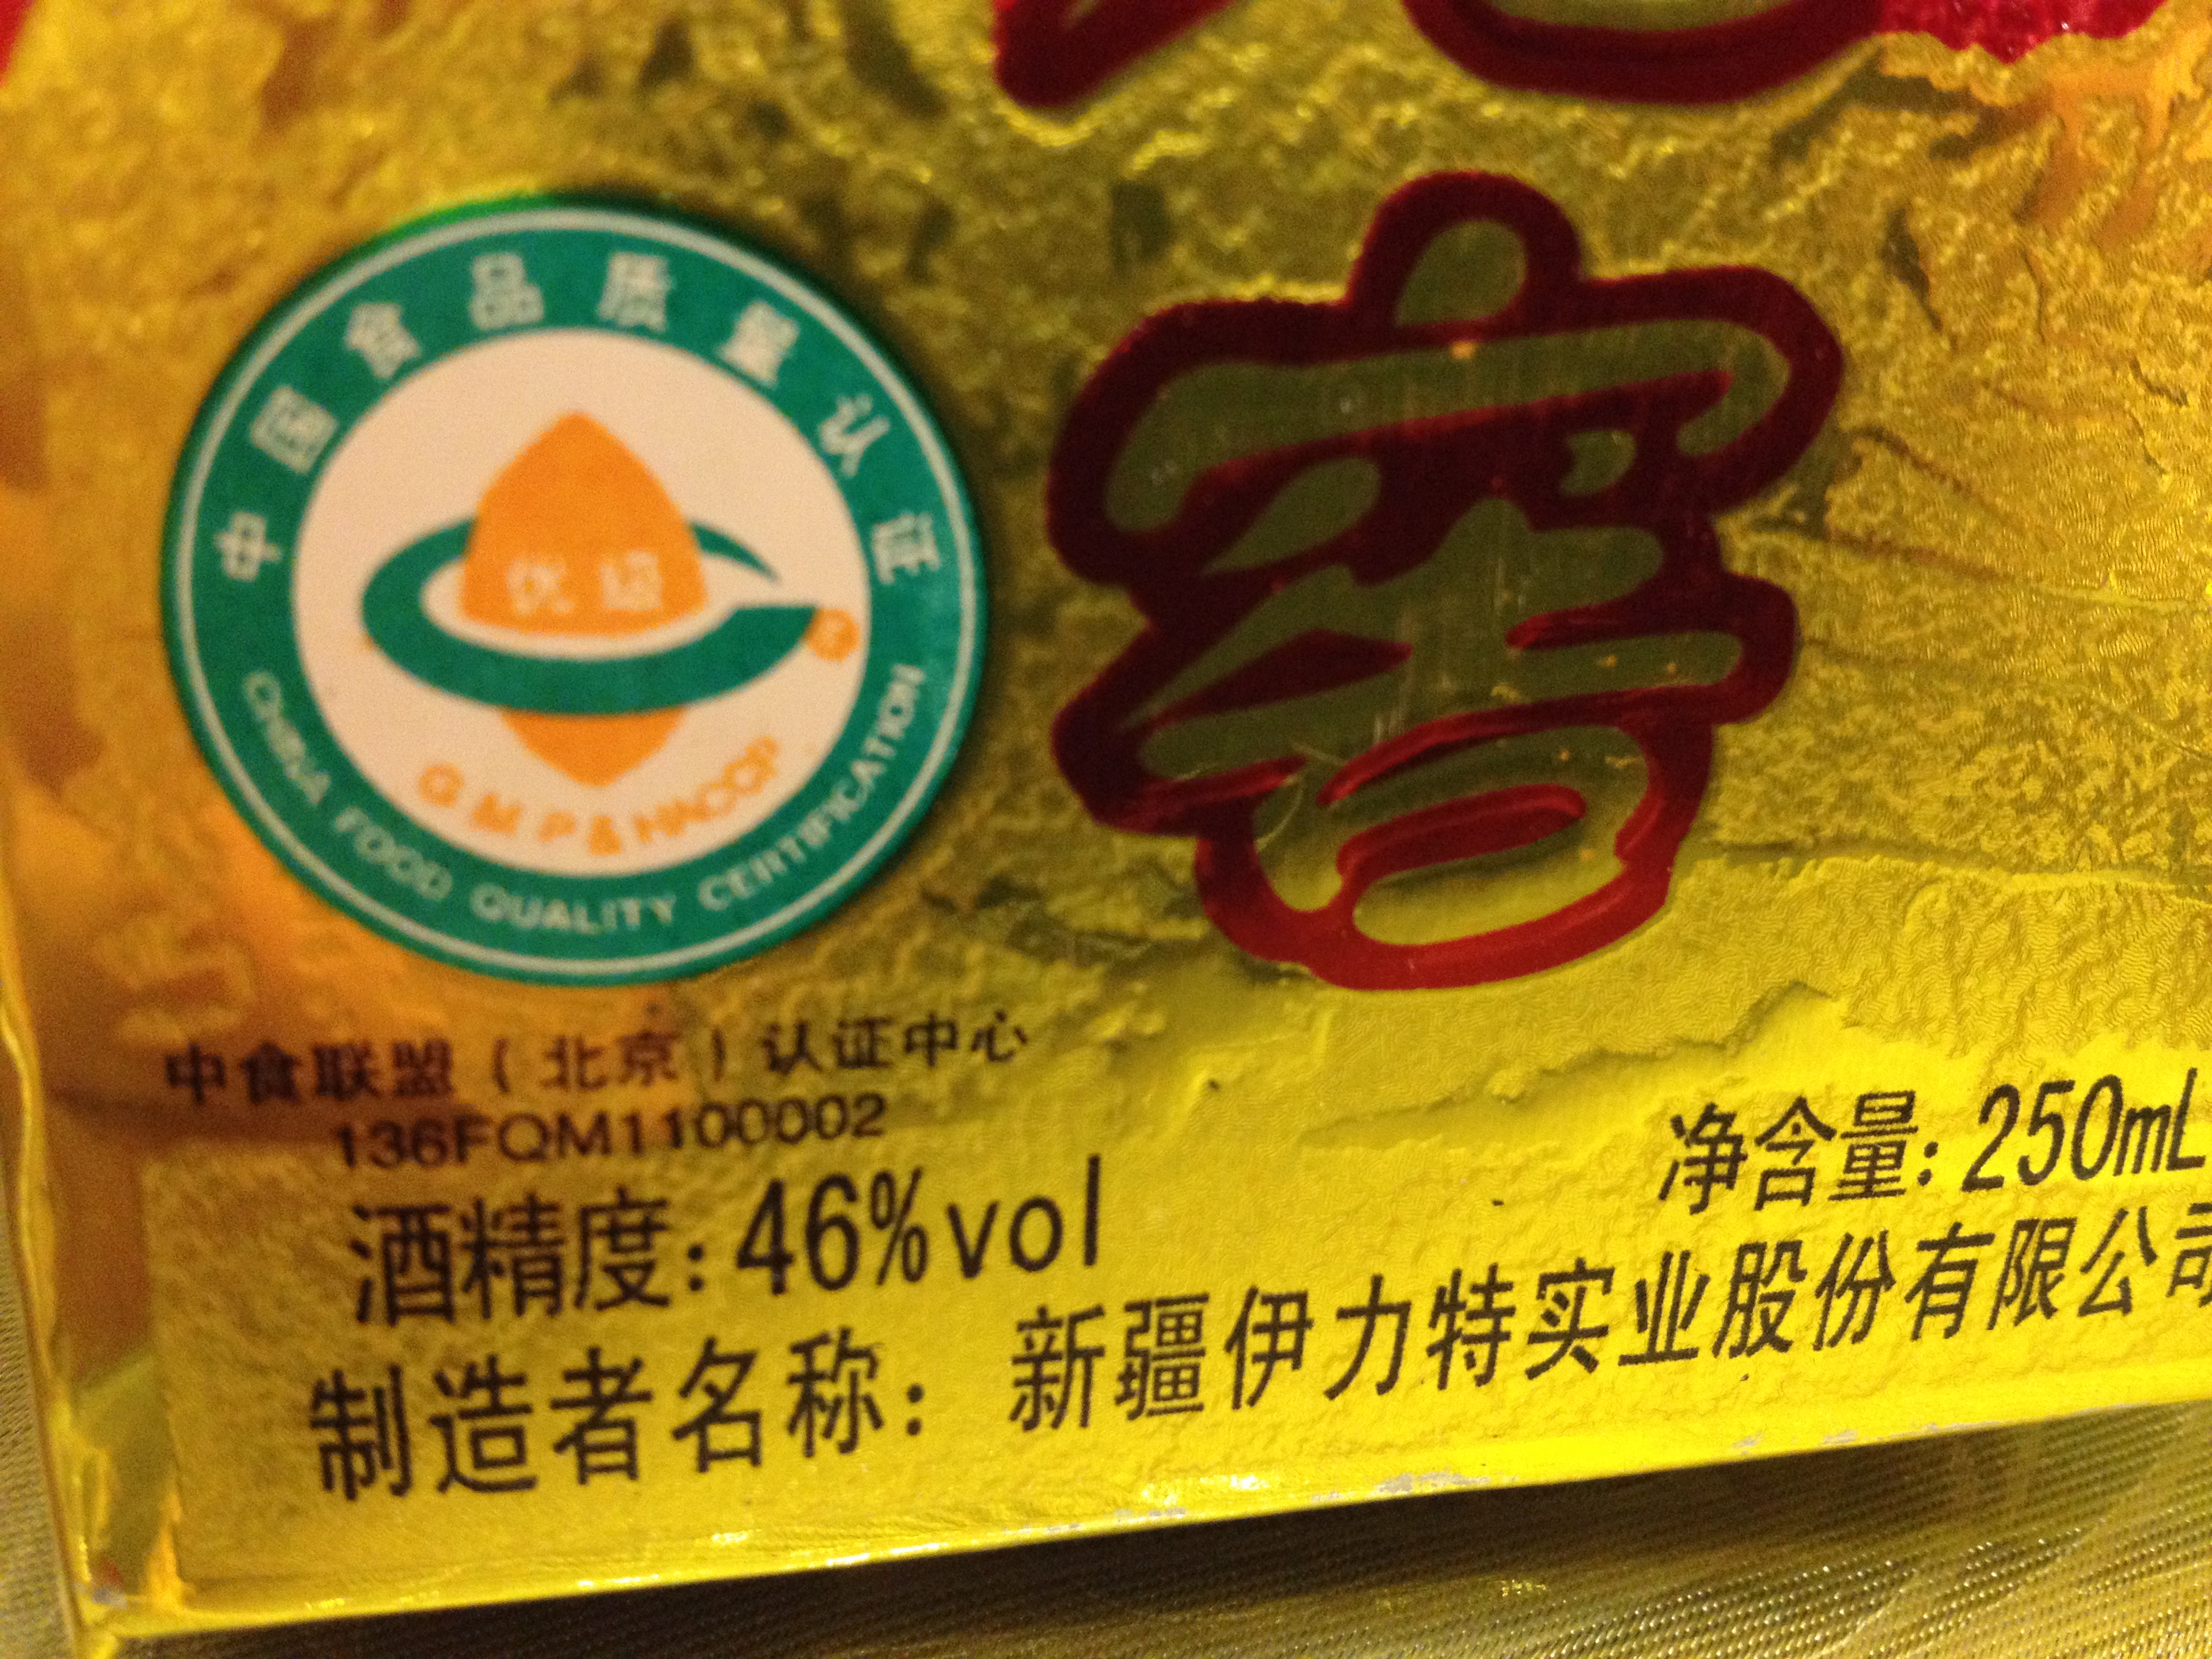 中国食品质量认证
优级
GMP&HACCP
CHINA FOOD QUALITY CERTIFICATION
窖
中食联盟（北京）认证中心
136FQM1100002
酒精度：46%vol
净含量：250mL
制造者名称：新疆伊力特实业股份有限公司